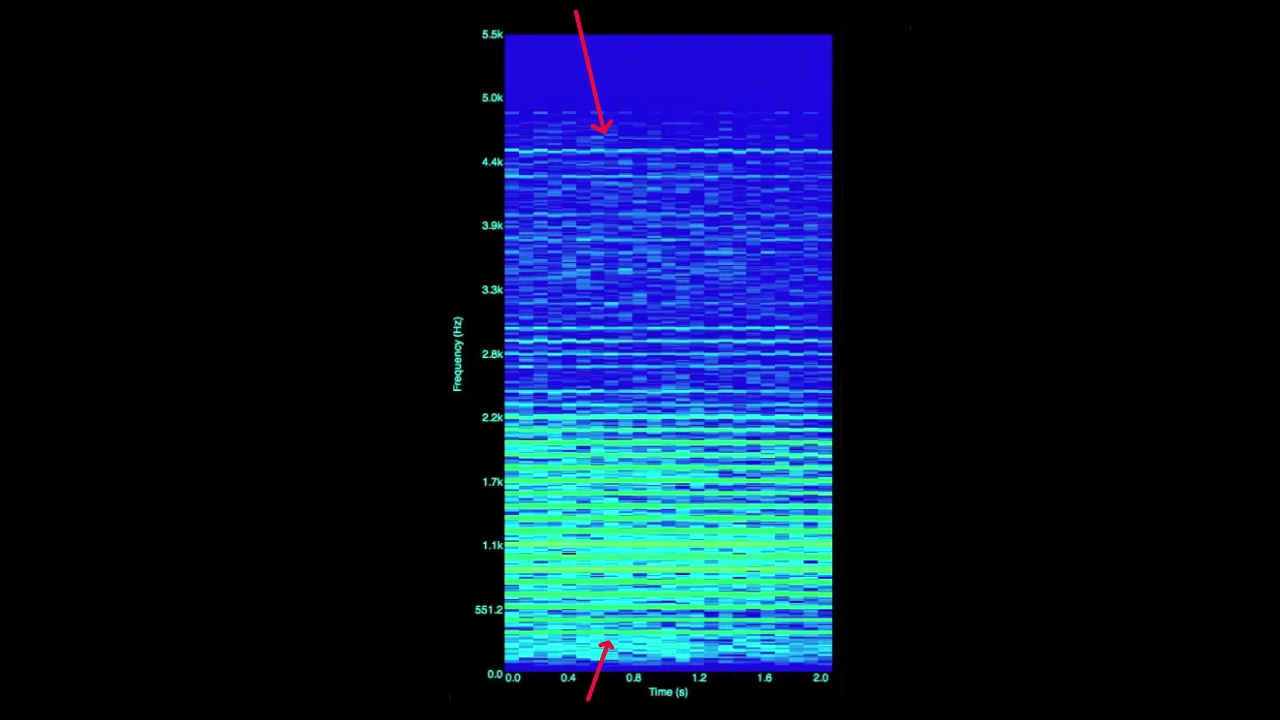 5.5k
5.0k
4.4k
3.9k
3.3k
2.8k
2.2k
1.7k
1.1k
551.2
0.0
Frequency (Hz)
0.0 0.4 0.8 1.2 1.6 2.0
Time (s)